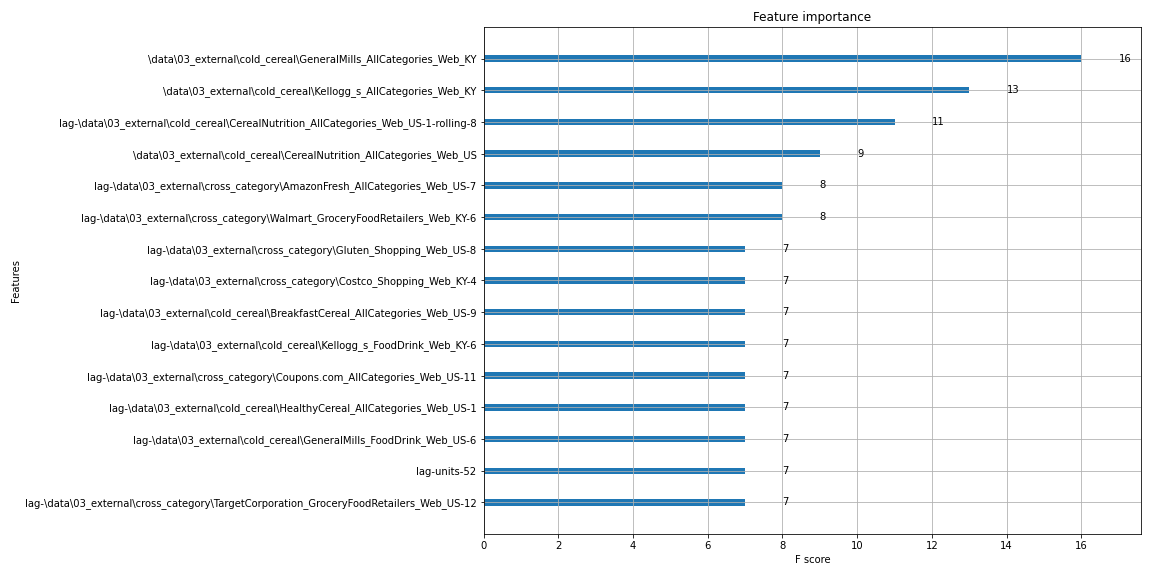 Feature importance
Features
\data\03_external\cold_cereal\GeneralMills_AllCategories_Web_KY 16
\data\03_external\cold_cereal\Kellogg_s_AllCategories_Web_KY 13
lag-\data\03_external\cold_cereal\CerealNutrition_AllCategories_Web_US-1-rolling-8 11
\data\03_external\cold_cereal\CerealNutrition_AllCategories_Web_US 9
lag-\data\03_external\cross_category\AmazonFresh_AllCategories_Web_US-7 8
lag-\data\03_external\cross_category\Walmart_GroceryFoodRetailers_Web_KY-6 8
lag-\data\03_external\cross_category\Gluten_Shopping_Web_US-8 7
lag-\data\03_external\cross_category\Costco_Shopping_Web_KY-4 7
lag-\data\03_external\cold_cereal\BreakfastCereal_AllCategories_Web_US-9 7
lag-\data\03_external\cold_cereal\Kellogg_s_FoodDrink_Web_KY-6 7
lag-\data\03_external\cross_category\Coupons.com_AllCategories_Web_US-11 7
lag-\data\03_external\cold_cereal\HealthyCereal_AllCategories_Web_US-1 7
lag-\data\03_external\cold_cereal\GeneralMills_FoodDrink_Web_US-6 7
lag-units-52 7
lag-\data\03_external\cross_category\TargetCorporation_GroceryFoodRetailers_Web_US-12 7
0 2 4 6 8 10 12 14 16
F score